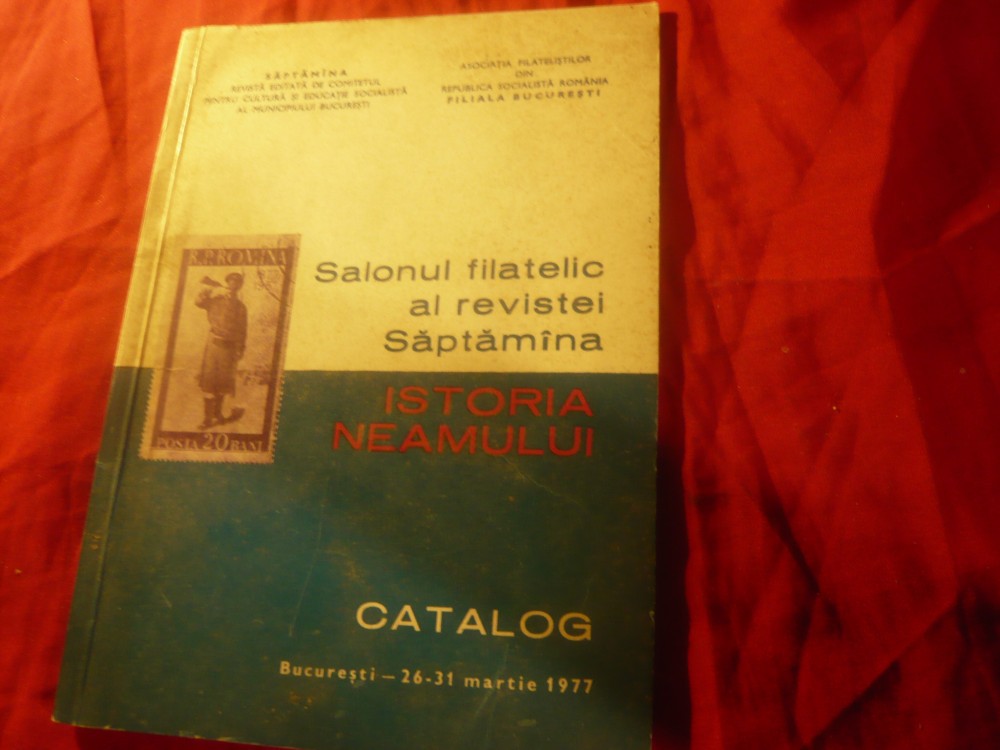 SĂPTĂMÎNA
REVISTĂ EDITATĂ DE COMITETUL
PENTRU CULTURĂ ȘI EDUCAȚIE SOCIALISTĂ
AL MUNICIPIULUI BUCUREȘTI
ASOCIAȚIA FILATELIȘTILOR
DIN
REPUBLICA SOCIALISTĂ ROMÂNIA
FILIALA BUCUREȘTI
R.P.ROMINA
POSTA 20 BANI
Salonul filatelic
al revistei
Săptămîna
ISTORIA
NEAMULUI
CATALOG
București — 26-31 martie 1977